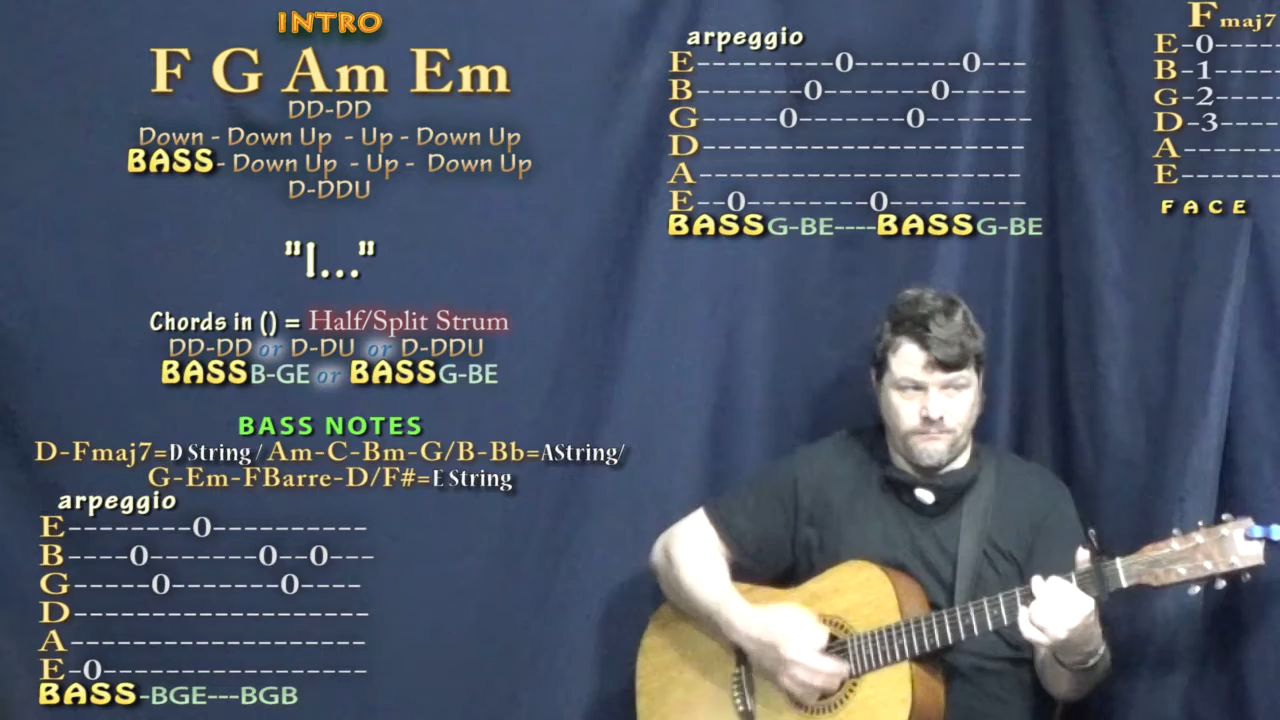 INTRO
F G Am Em
DD-DD
Down - Down Up - Up - Down Up
BASS - Down Up - Up - Down Up
D-DDU
"I..."
Chords in () = Half/Split Strum
DD-DD or D-DU or D-DDU
BASS B-GE or BASS G-BE
BASS NOTES
D-Fmaj7=D String / Am-C-Bm-G/B-Bb=AString/
G-Em-FBarre-D/F#=E String
arpeggio
E--------0----------
B----0-------0--0---
G-----0-------0----
D-----------------
A-----------------
E-0----------------
BASS-BGE---BGB
arpeggio
E---------0-------0---
B-------0-------0----
G------0-------0------
D---------------------
A---------------------
E--0--------0---------
BASSG-BE----BASSG-BE
Fmaj7
E-0----
B-1----
G-2----
D-3----
A-----
E-----
F A C E